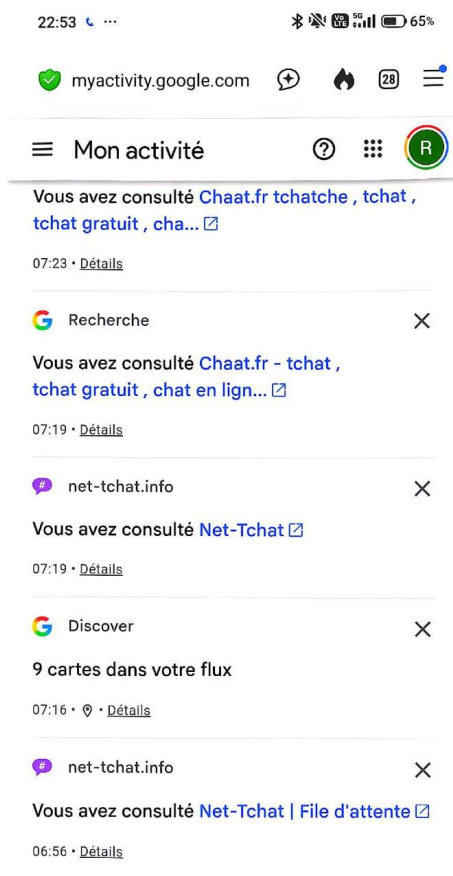 22:53
Vo LTE 5G 65%
myactivity.google.com 28
Mon activité R
Vous avez consulté Chaat.fr tchatche , tchat ,
tchat gratuit , cha...
07:23 • Détails
Recherche
Vous avez consulté Chaat.fr - tchat ,
tchat gratuit , chat en lign...
07:19 • Détails
# net-tchat.info
Vous avez consulté Net-Tchat
07:19 • Détails
Discover
9 cartes dans votre flux
07:16 • Détails
# net-tchat.info
Vous avez consulté Net-Tchat | File d'attente
06:56 • Détails